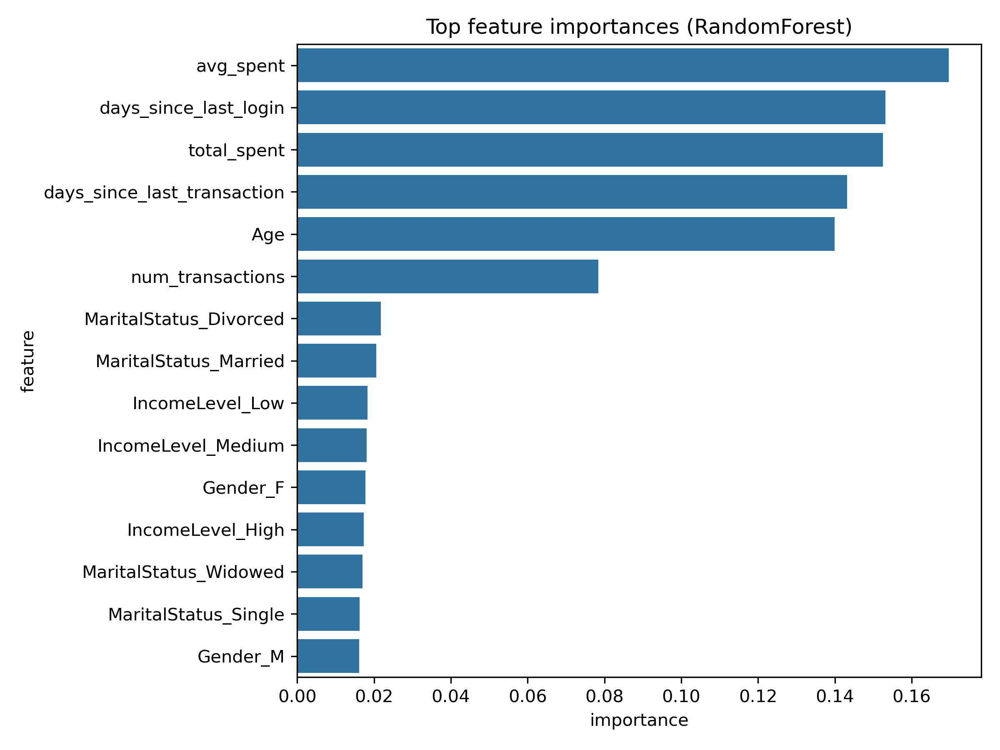 Top feature importances (RandomForest)
avg_spent
days_since_last_login
total_spent
days_since_last_transaction
Age
num_transactions
MaritalStatus_Divorced
MaritalStatus_Married
IncomeLevel_Low
IncomeLevel_Medium
Gender_F
IncomeLevel_High
MaritalStatus_Widowed
MaritalStatus_Single
Gender_M
feature
0.00 0.02 0.04 0.06 0.08 0.10 0.12 0.14 0.16
importance